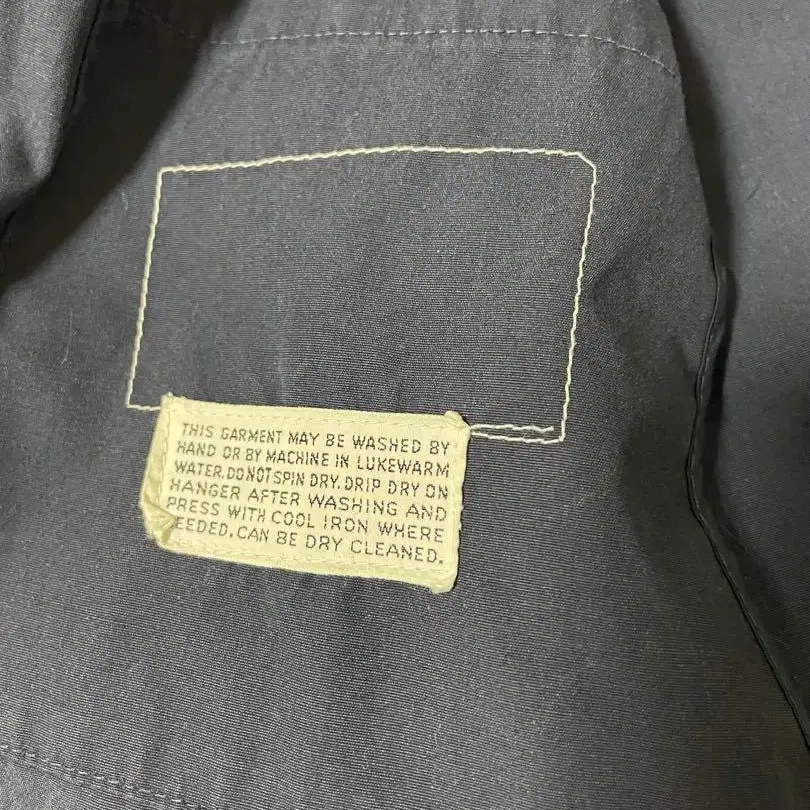 THIS GARMENT MAY BE WASHED BY
HAND OR BY MACHINE IN LUKEWARM
WATER.DO NOT SPIN DRY. DRIP DRY ON
HANGER AFTER WASHING AND
PRESS WITH COOL IRON WHERE
EEDED. CAN BE DRY CLEANED.